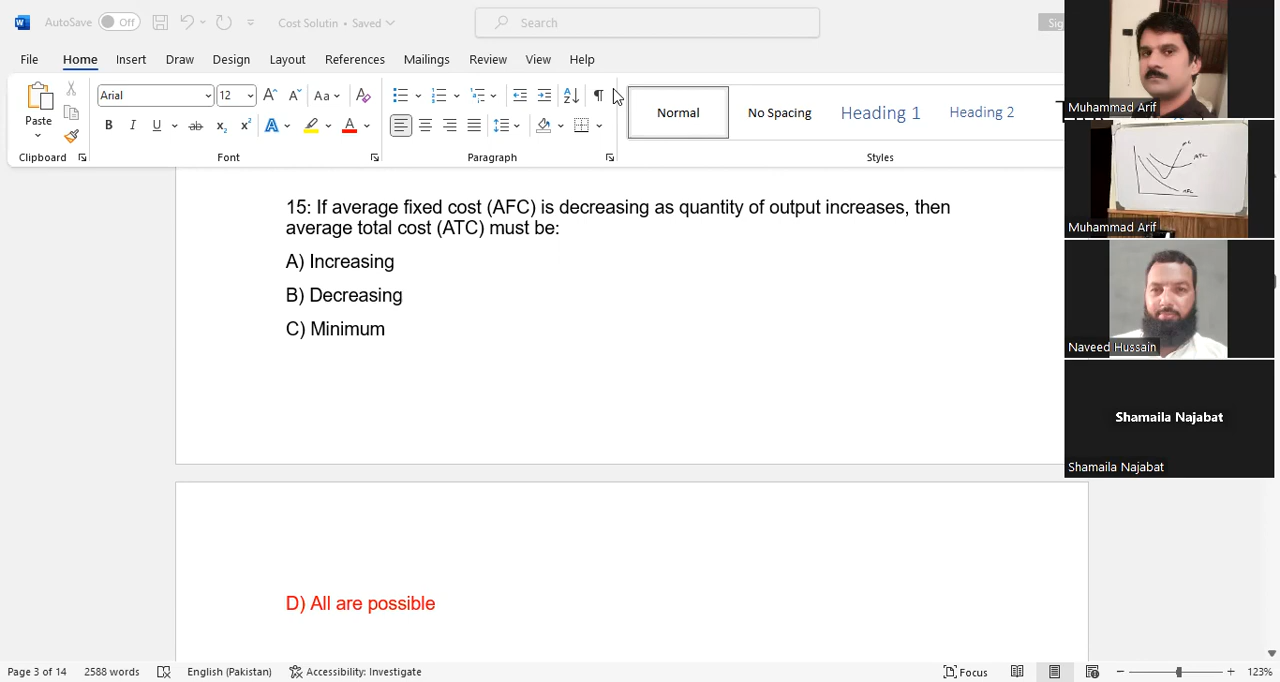 AutoSave Off Cost Solutin • Saved Search Sig
File Home Insert Draw Design Layout References Mailings Review View Help
Paste Arial 12 Aa
Normal No Spacing Heading 1 Heading 2
Clipboard Font Paragraph Styles
15: If average fixed cost (AFC) is decreasing as quantity of output increases, then
average total cost (ATC) must be:
A) Increasing
B) Decreasing
C) Minimum
D) All are possible
Muhammad Arif
ATC
AFC
Muhammad Arif
Naveed Hussain
Shamaila Najabat
Shamaila Najabat
Page 3 of 14 2588 words English (Pakistan) Accessibility: Investigate Focus 123%